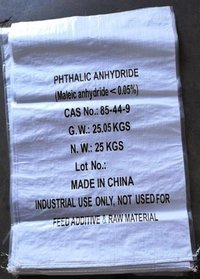 PHTHALIC ANHYDRIDE
(Maleic anhydride<0.05%)
CAS No.: 85-44-9
G.W.: 25.05 KGS
N. W.: 25 KGS
Lot No.:
MADE IN CHINA
INDUSTRIAL USE ONLY, NOT USED FOR
FEED ADDITIVE & RAW MATERIAL